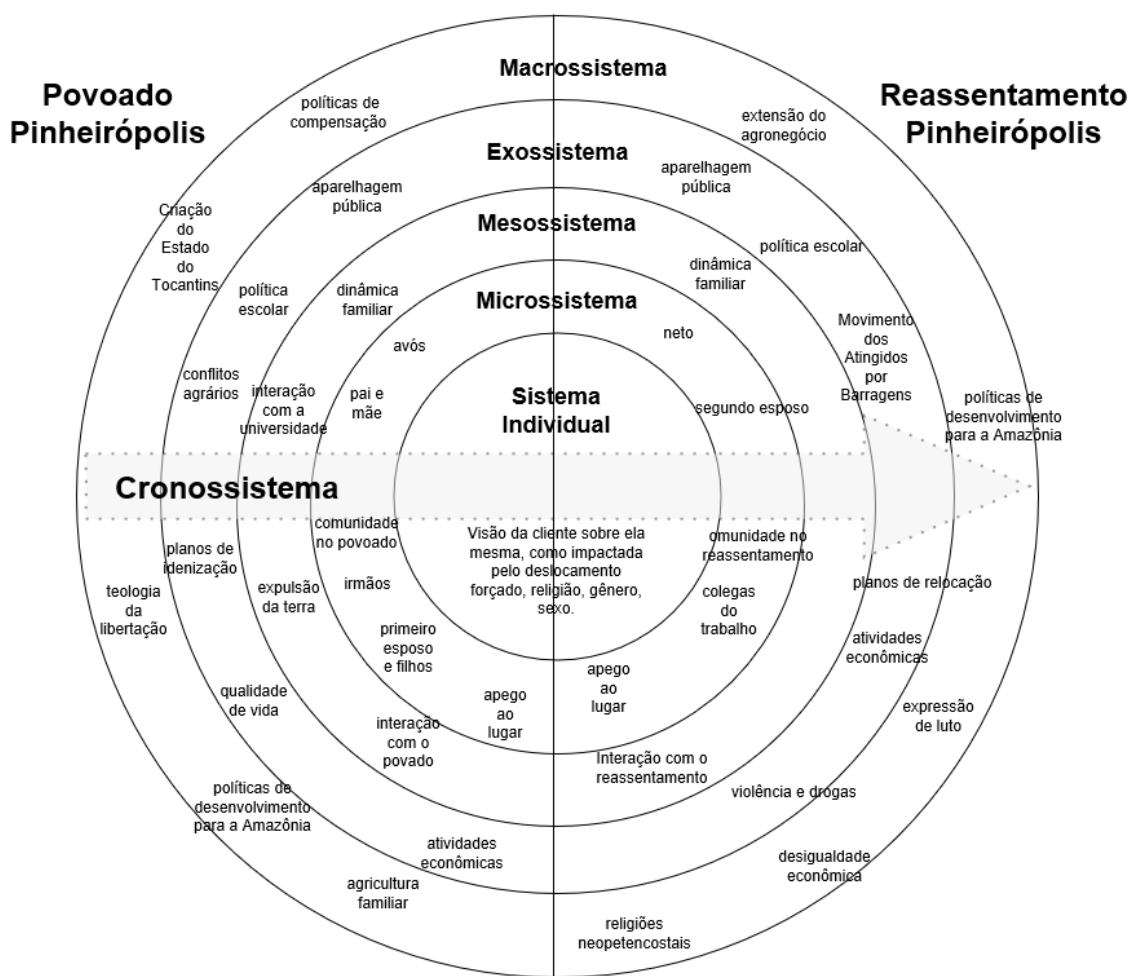 Povoado
Pinheirópolis
Reassentamento
Pinheirópolis
Macrossistema
políticas de
compensação
extensão do
agronegócio
Exossistema
aparelhagem
pública
aparelhagem
pública
Criação
do
Estado
do
Tocantins
Mesossistema
política escolar
dinâmica
familiar
política
escolar
dinâmica
familiar
Microssistema
neto
avós
Movimento
dos
Atingidos
por
Barragens
conflitos
agrários
interação
com a
universidade
pai e
mãe
Sistema
Individual
segundo esposo
políticas de
desenvolvimento
para a Amazônia
Cronossistema
comunidade
no povoado
Visão da cliente sobre ela
mesma, como impactada
pelo deslocamento
forçado, religião, gênero,
sexo.
omunidade no
reassentamento
planos de
idenização
teologia
da
libertação
expulsão
da terra
irmãos
colegas
do
trabalho
planos de relocação
primeiro
esposo
e filhos
atividades
econômicas
qualidade
de vida
apego
ao
lugar
apego
ao
lugar
expressão
de luto
interação
com o
povado
Interação com o
reassentamento
políticas de
desenvolvimento
para a Amazônia
violência e drogas
atividades
econômicas
desigualdade
econômica
agricultura
familiar
religiões
neopetencostais